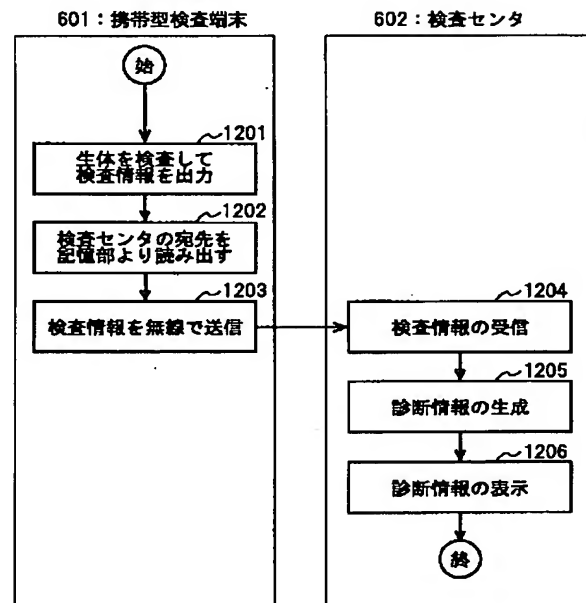 601：携帯型検査端末
602：検査センタ
始
1201
生体を検査して
検査情報を出力
1202
検査センタの宛先を
記憶部より読み出す
1203
検査情報を無線で送信
1204
検査情報の受信
1205
診断情報の生成
1206
診断情報の表示
終